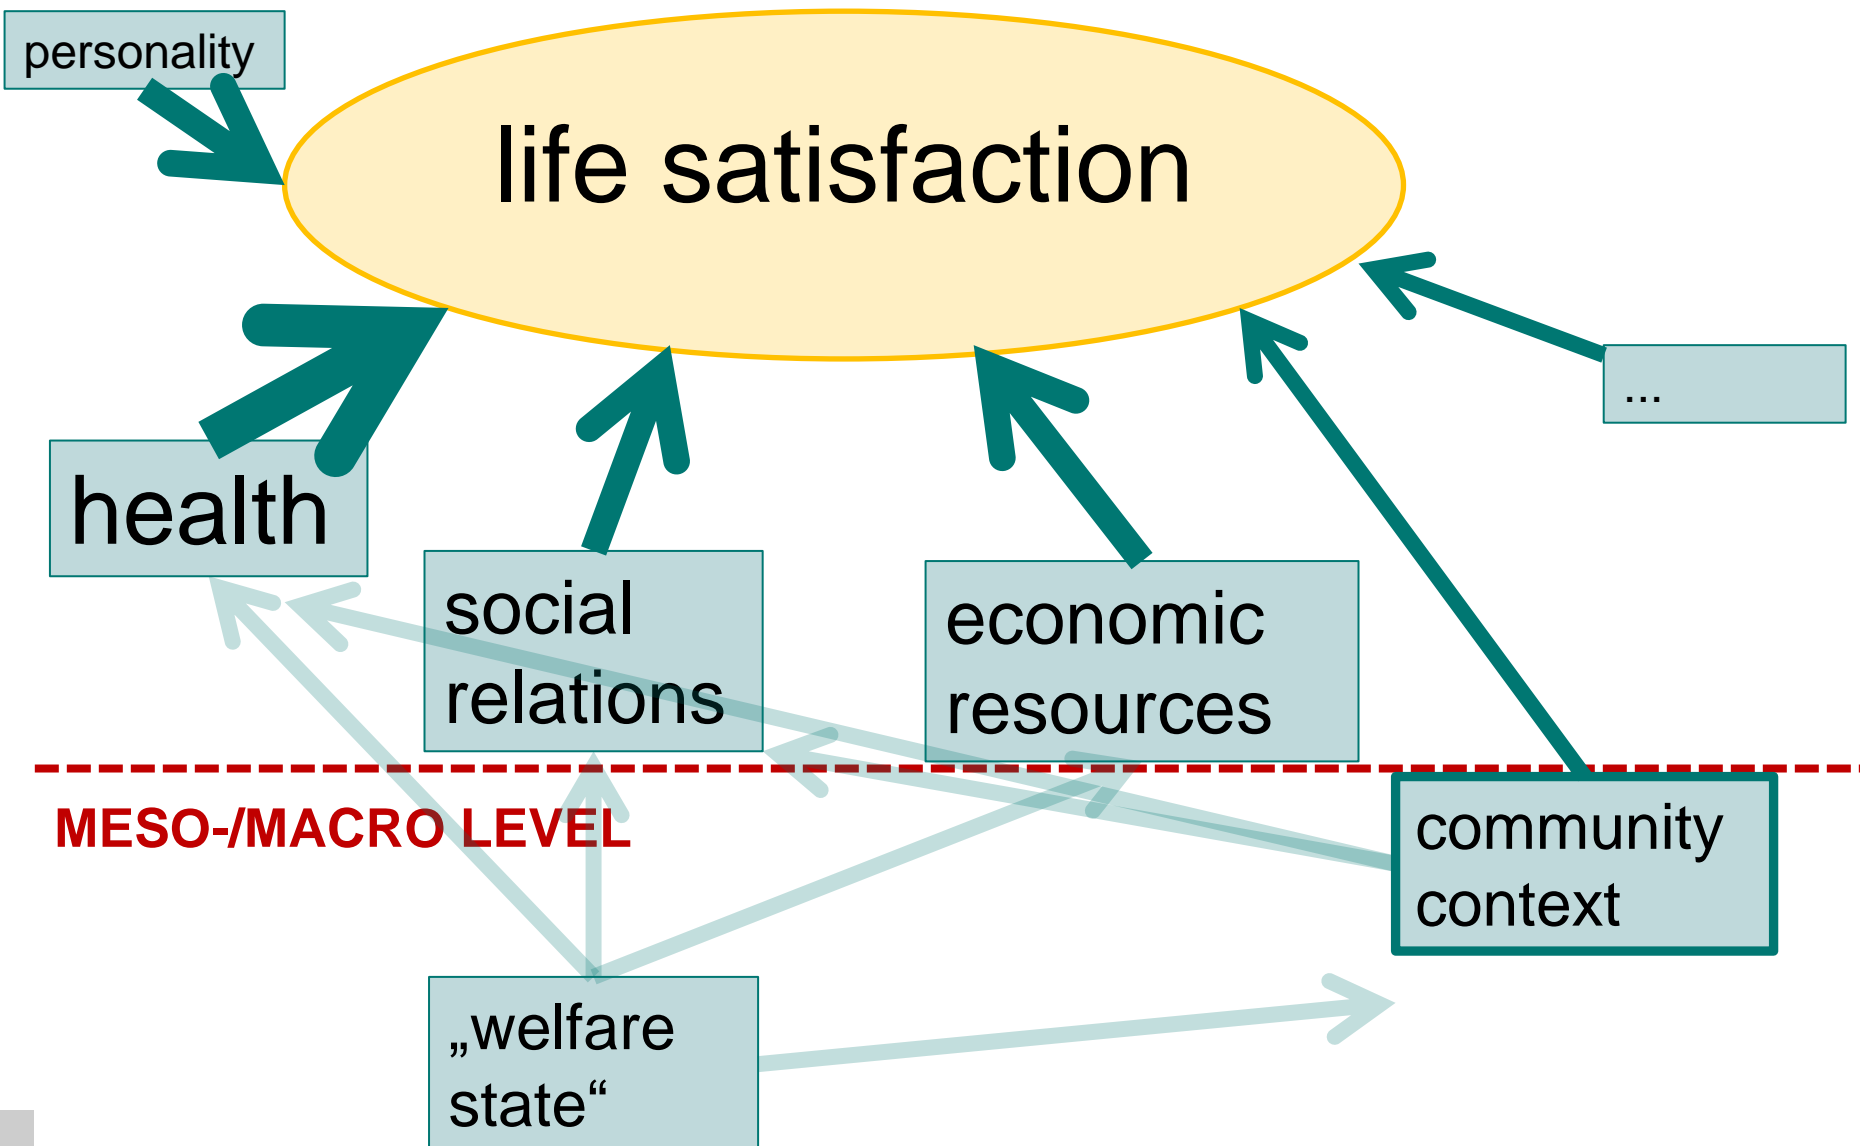 personality
life satisfaction
...
health
social
relations
economic
resources
MESO-/MACRO LEVEL
community
context
„welfare
state“